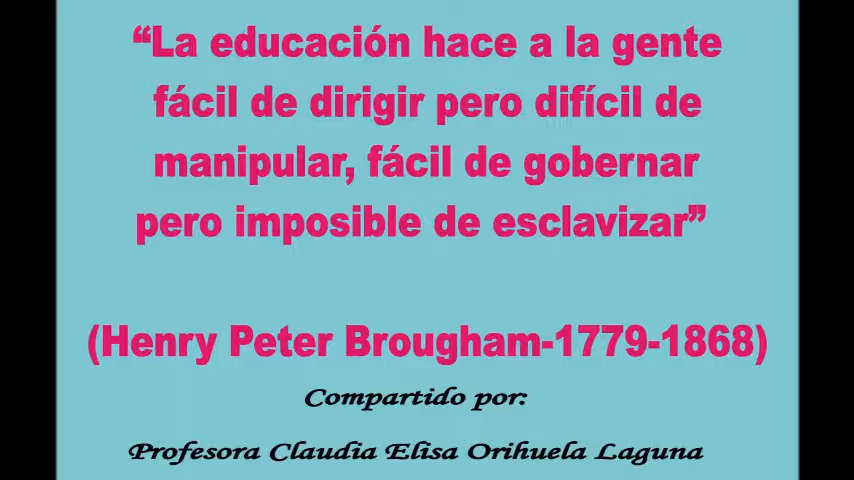 “La educación hace a la gente
fácil de dirigir pero difícil de
manipular, fácil de gobernar
pero imposible de esclavizar”
(Henry Peter Brougham-1779-1868)
Compartido por:
Profesora Claudia Elisa Orihuela Laguna